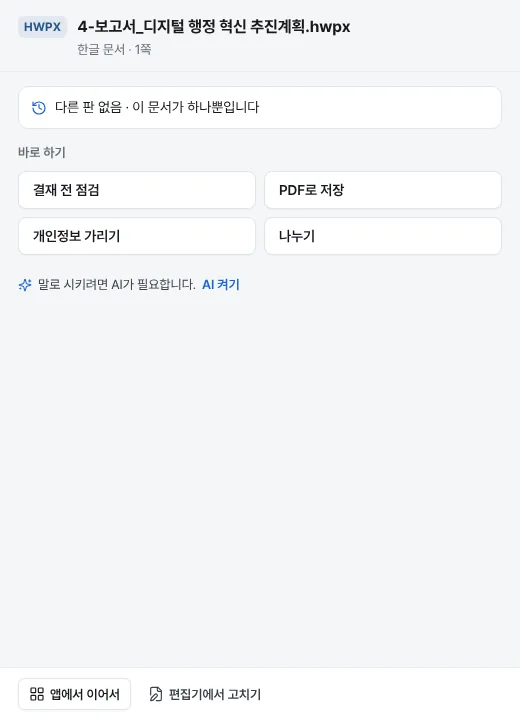 HWPX 4-보고서_디지털 행정 혁신 추진계획.hwpx
한글 문서 · 1쪽
다른 판 없음 · 이 문서가 하나뿐입니다
바로 하기
결재 전 점검
PDF로 저장
개인정보 가리기
나누기
말로 시키려면 AI가 필요합니다. AI 켜기
앱에서 이어서
편집기에서 고치기